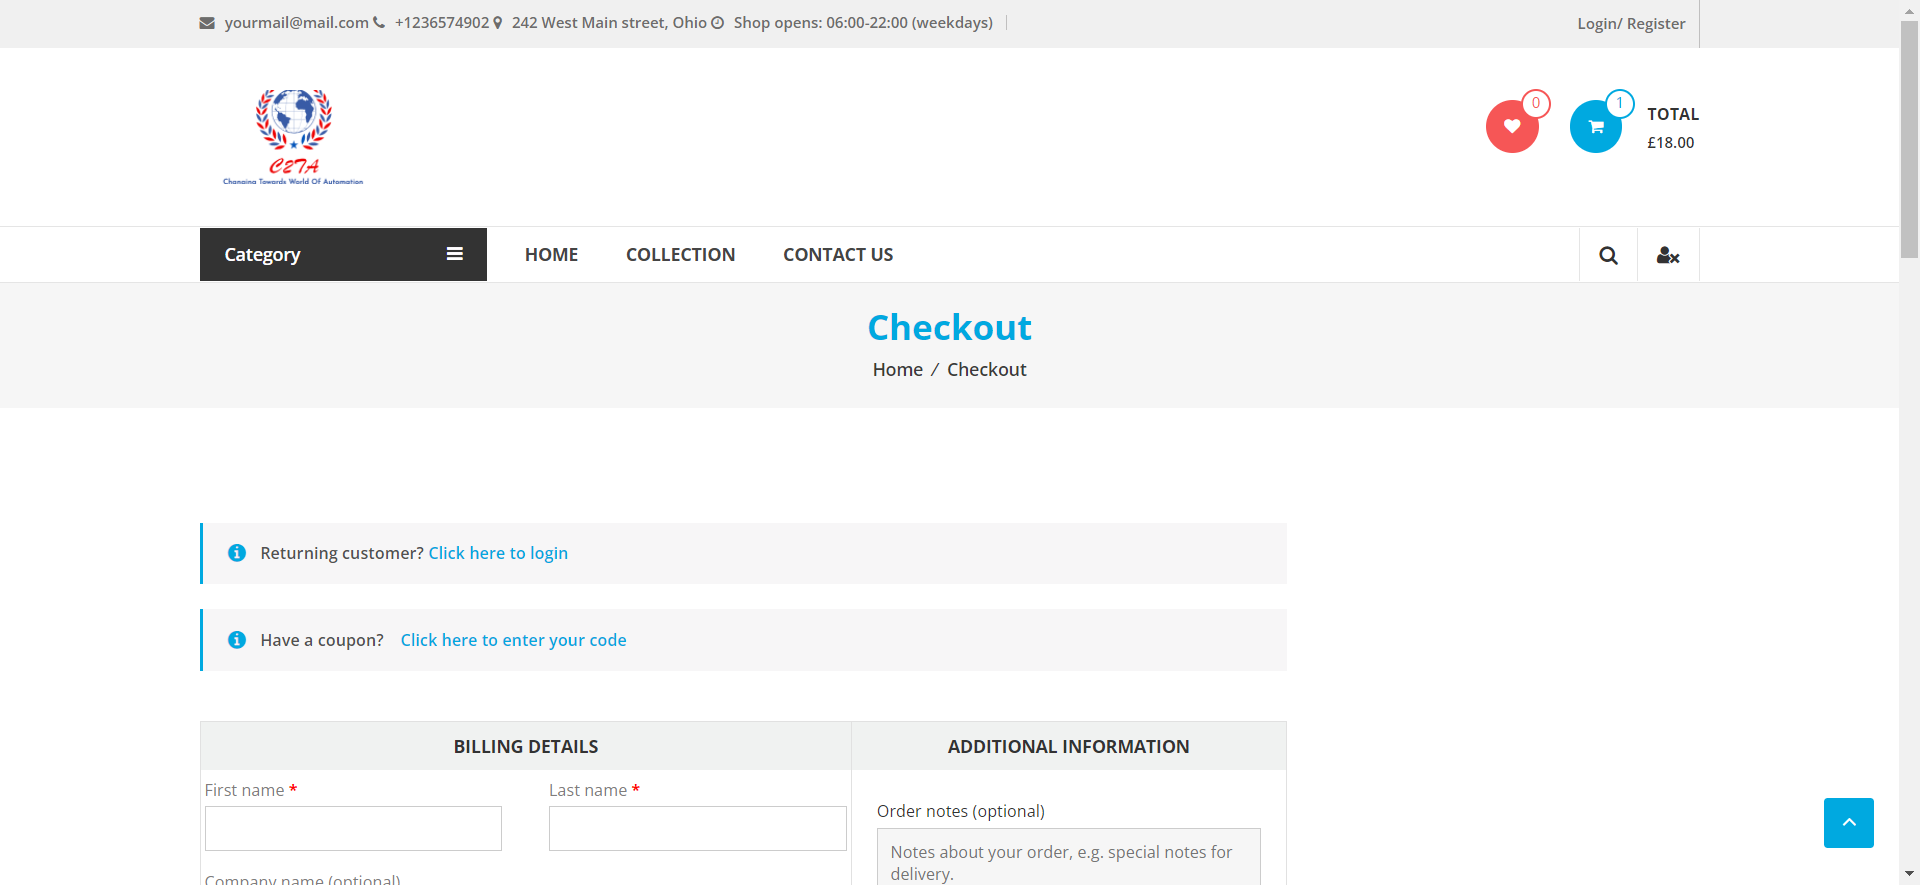 yourmail@mail.com +1236574902 242 West Main street, Ohio Shop opens: 06:00-22:00 (weekdays)
Login/ Register
0
1
TOTAL
£18.00
C2TA
Changing Towards World Of Automation
Category
HOME
COLLECTION
CONTACT US
Checkout
Home / Checkout
Returning customer? Click here to login
Have a coupon? Click here to enter your code
BILLING DETAILS
ADDITIONAL INFORMATION
First name *
Last name *
Order notes (optional)
Notes about your order, e.g. special notes for
delivery.
Company name (optional)